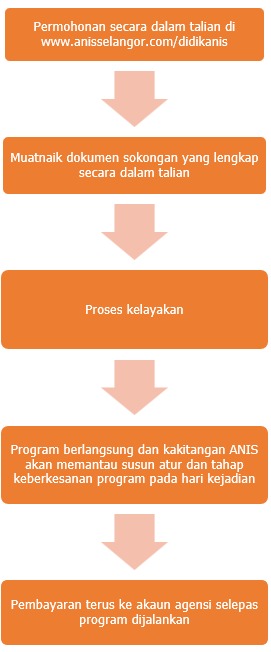 Permohonan secara dalam talian di
www.anisselangor.com/didikanis
Muatnaik dokumen sokongan yang lengkap
secara dalam talian
Proses kelayakan
Program berlangsung dan kakitangan ANIS
akan memantau susun atur dan tahap
keberkesanan program pada hari kejadian
Pembayaran terus ke akaun agensi selepas
program dijalankan